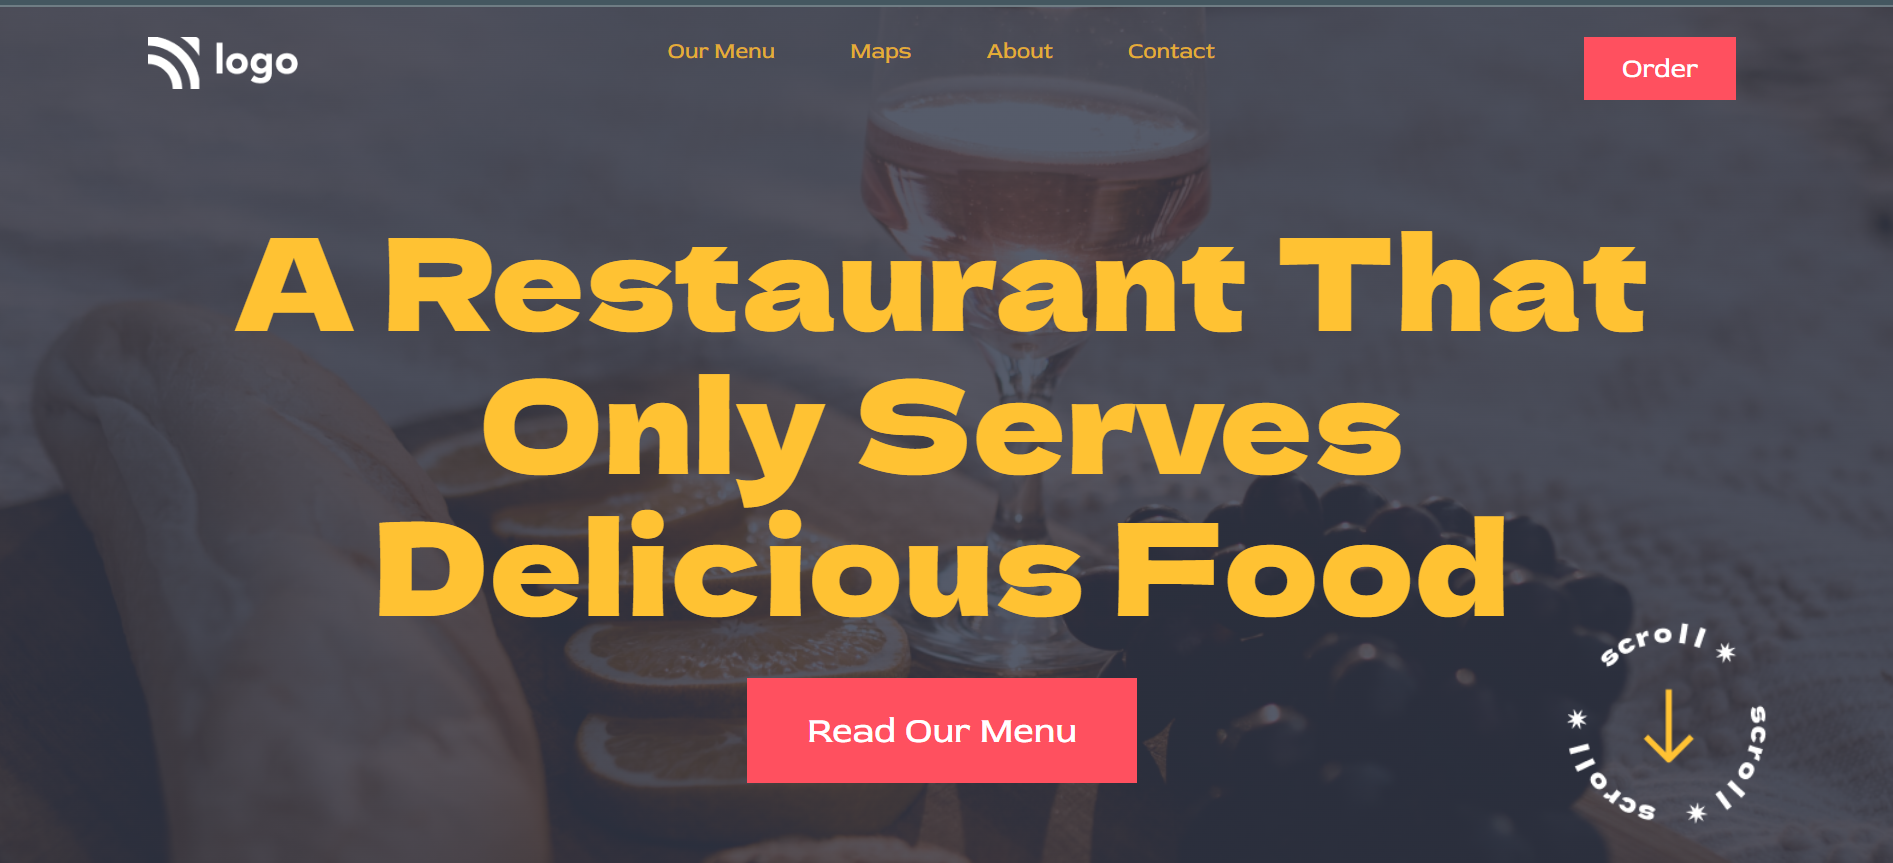 logo
Our Menu
Maps
About
Contact
Order
A Restaurant That
Only Serves
Delicious Food
Read Our Menu
scroll
scroll
scroll